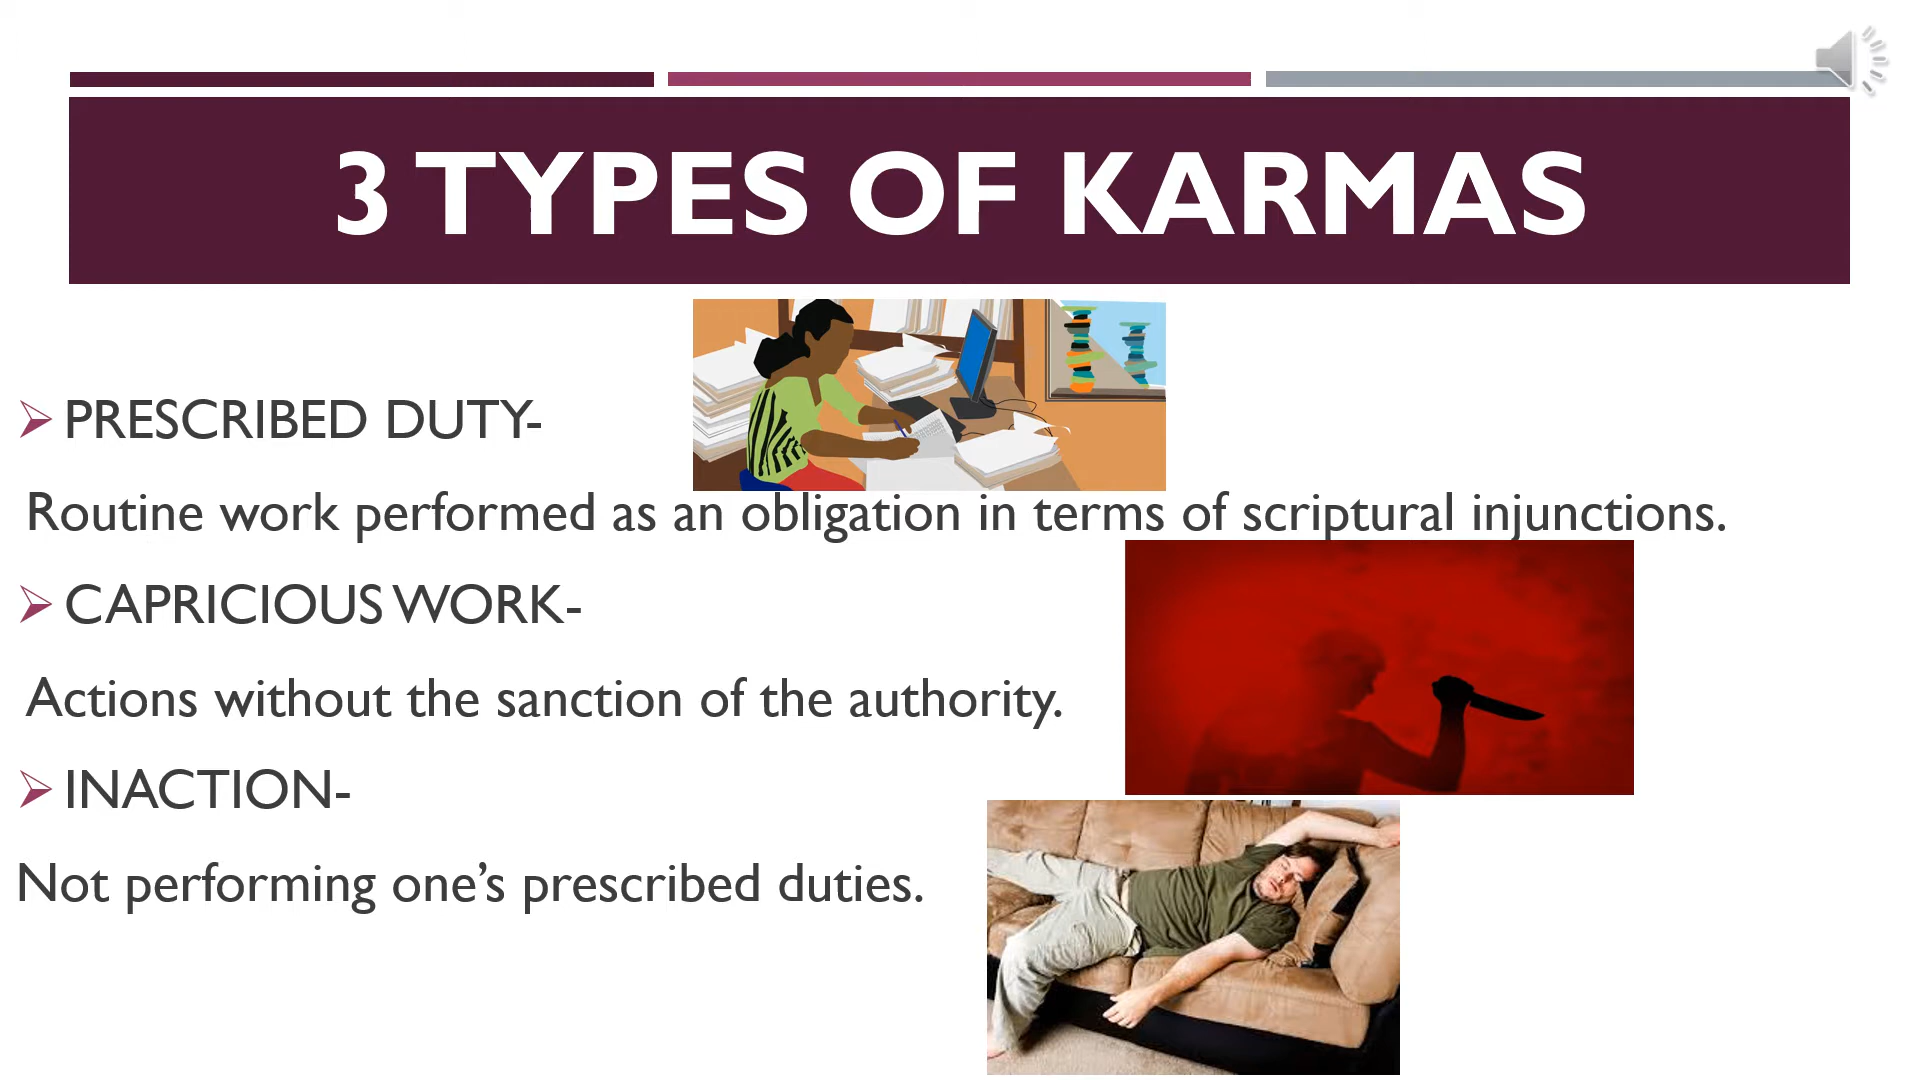 3 TYPES OF KARMAS
PRESCRIBED DUTY-
Routine work performed as an obligation in terms of scriptural injunctions.
CAPRICIOUS WORK-
Actions without the sanction of the authority.
INACTION-
Not performing one’s prescribed duties.